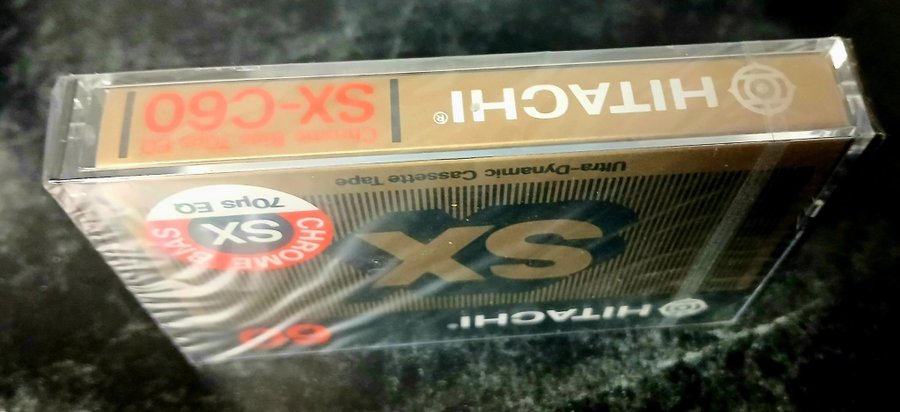 HITACHI®
SX-C60
Chrome Bias 70μs EQ
Ultra-Dynamic Cassette Tape
SX
CHROME BIAS
SX
70μs EQ
HITACHI®
60